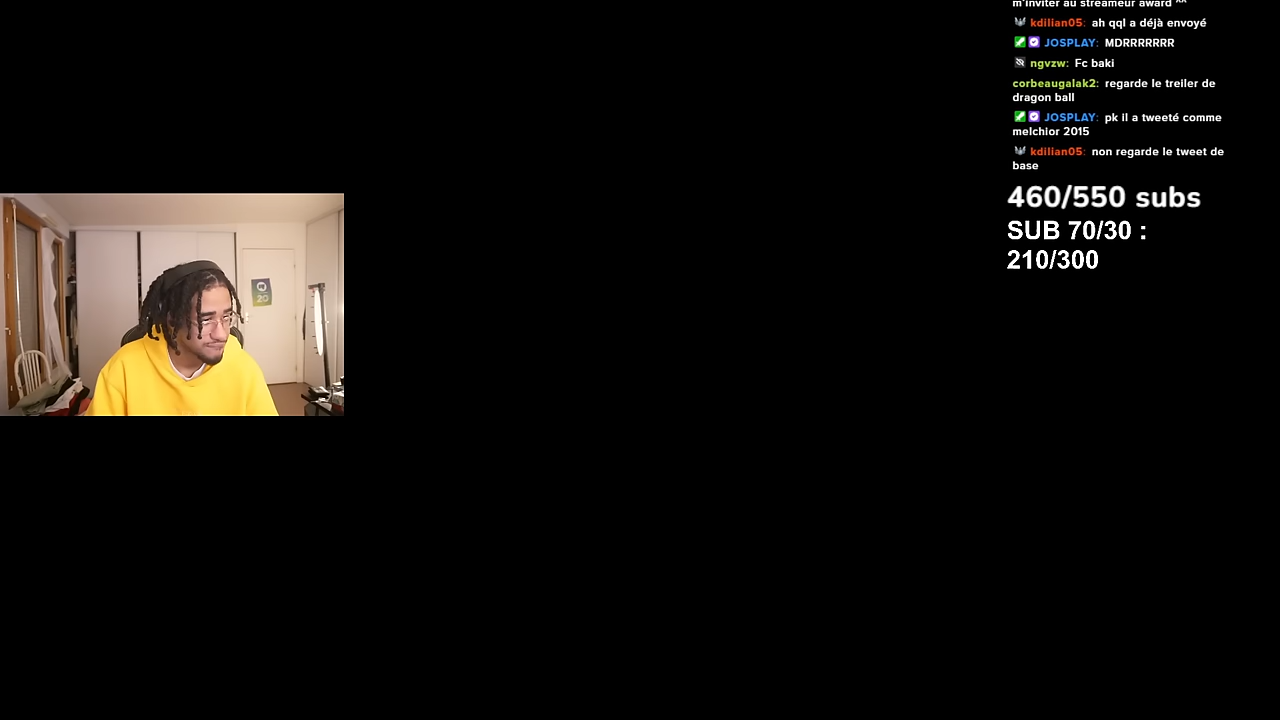 m'inviter au streameur award ^^
kdilian05: ah qql a déjà envoyé
JOSPLAY: MDRRRRRRR
ngvzw: Fc baki
corbeaugalak2: regarde le treiler de
dragon ball
JOSPLAY: pk il a tweeté comme
melchior 2015
kdilian05: non regarde le tweet de
base
460/550 subs
SUB 70/30 :
210/300
20